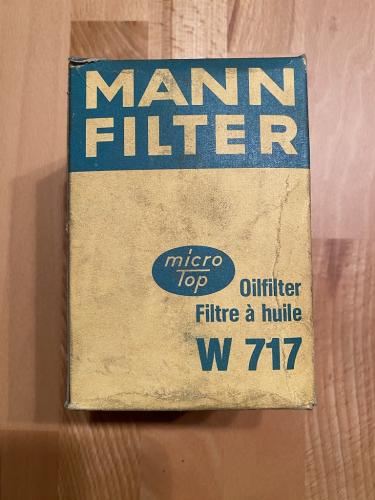 MANN
FILTER
micro
Top
Oilfilter
Filtre à huile
W 717